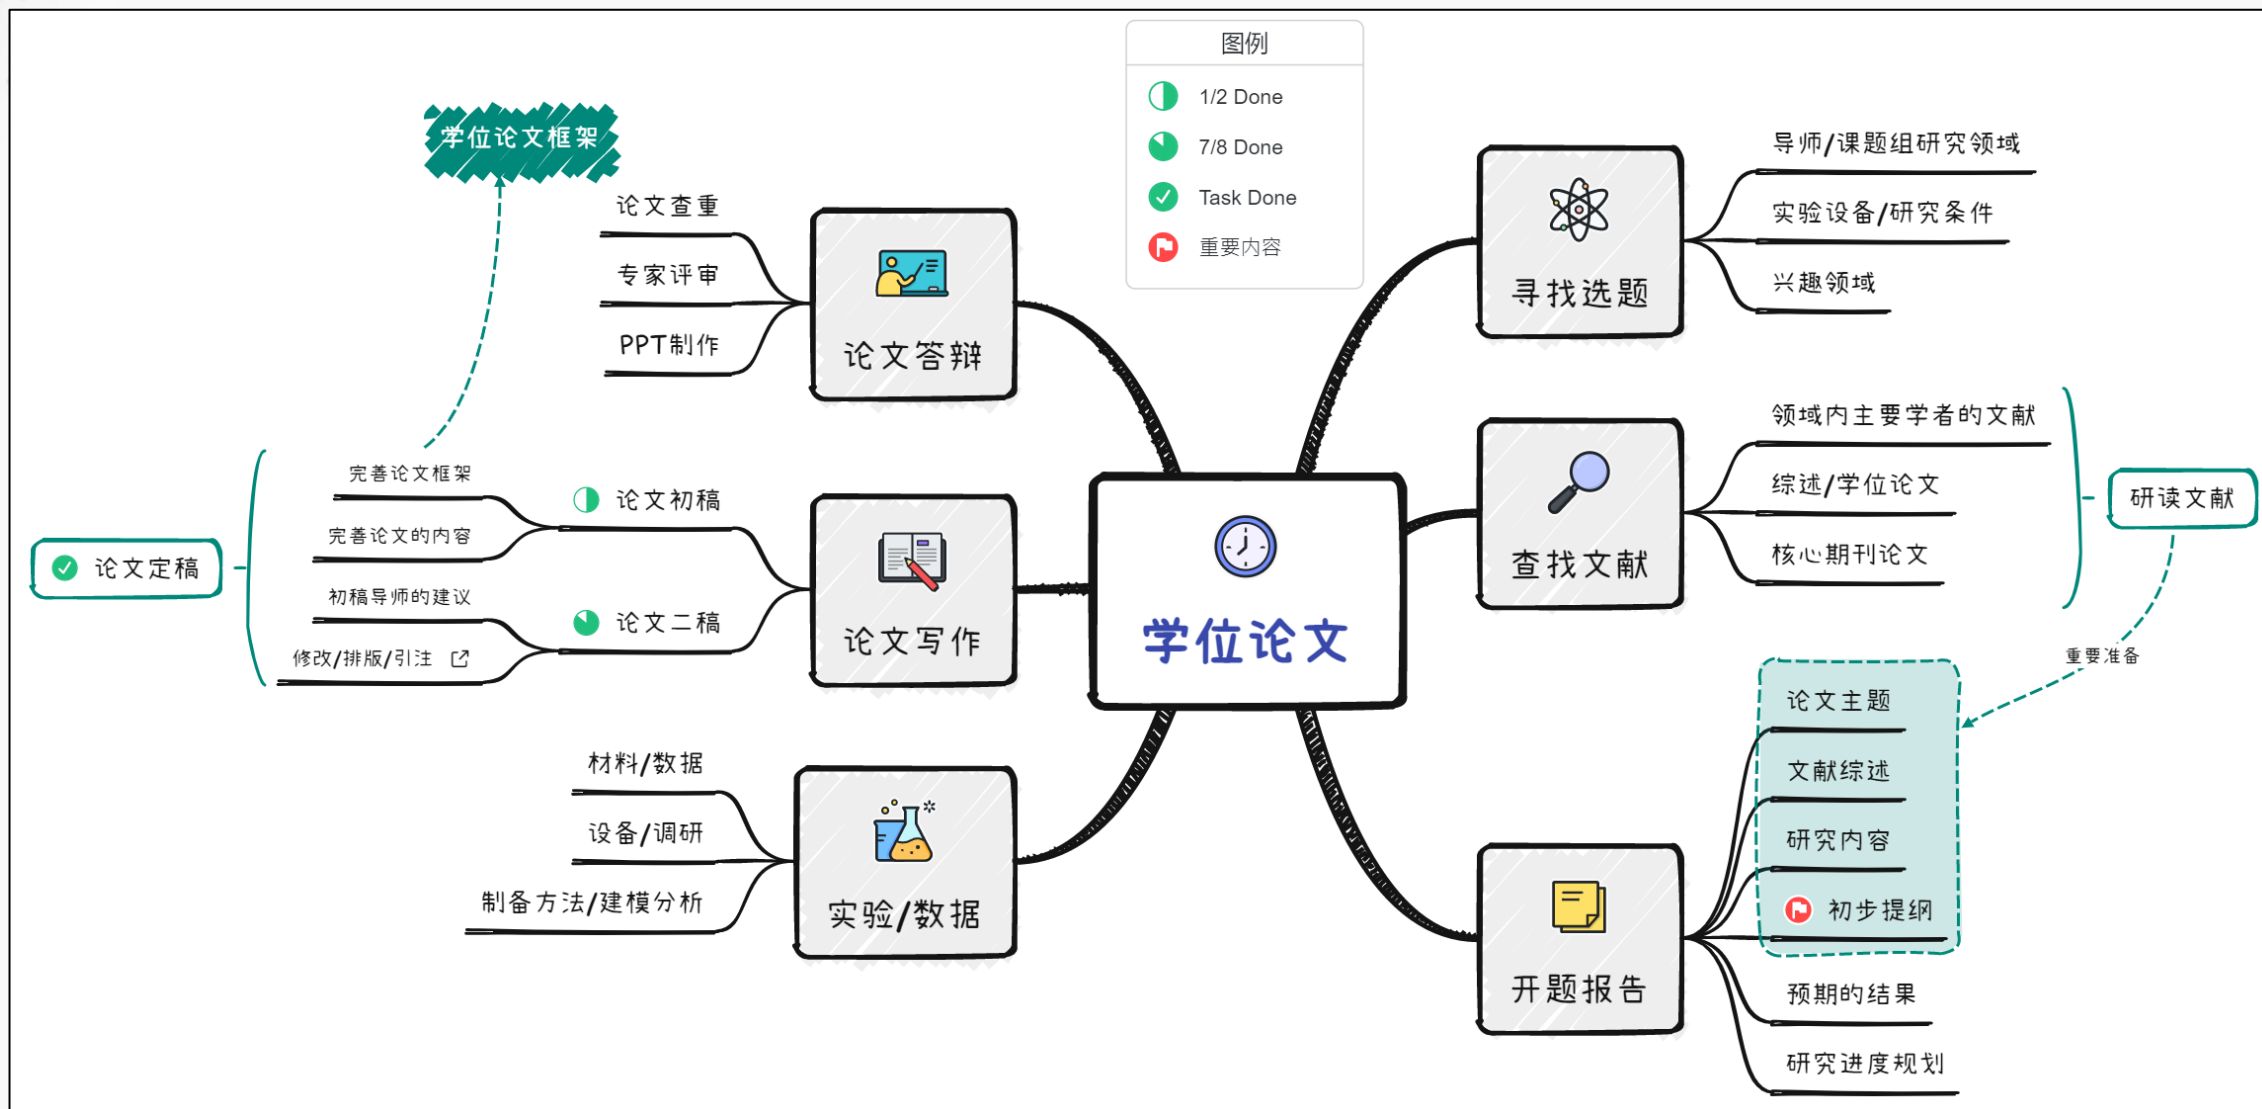 图例
1/2 Done
7/8 Done
Task Done
重要内容
学位论文
寻找选题
导师/课题组研究领域
实验设备/研究条件
兴趣领域
查找文献
领域内主要学者的文献
综述/学位论文
核心期刊论文
研读文献
重要准备
开题报告
论文主题
文献综述
研究内容
初步提纲
预期的结果
研究进度规划
学位论文框架
论文答辩
论文查重
专家评审
PPT制作
论文写作
论文初稿
完善论文框架
完善论文的内容
论文二稿
初稿导师的建议
修改/排版/引注
论文定稿
实验/数据
材料/数据
设备/调研
制备方法/建模分析